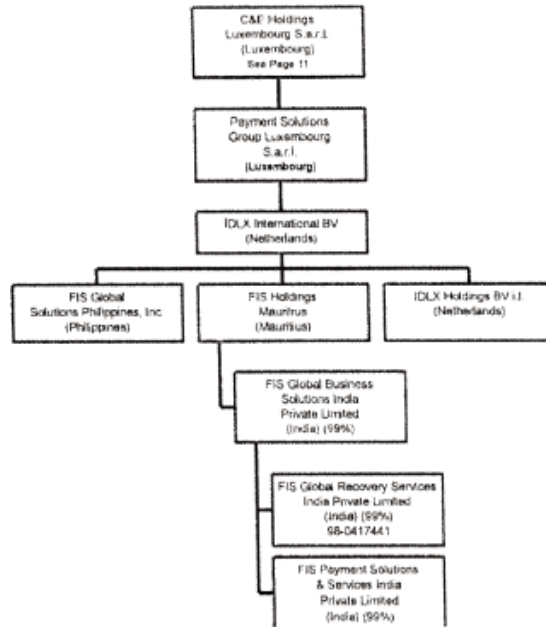 C&E Holdings
Luxembourg S.a.r.l.
(Luxembourg)
See Page 11
Payment Solutions
Group Luxembourg
S.a.r.l.
(Luxembourg)
IDLX International BV
(Netherlands)
FIS Global
Solutions Philippines, Inc
(Philippines)
FIS Holdings
Mauritius
(Mauritius)
IDLX Holdings BV i.l.
(Netherlands)
FIS Global Business
Solutions India
Private Limited
(India) (99%)
FIS Global Recovery Services
India Private Limited
(India) (99%)
98-0417441
FIS Payment Solutions
& Services India
Private Limited
(India) (99%)